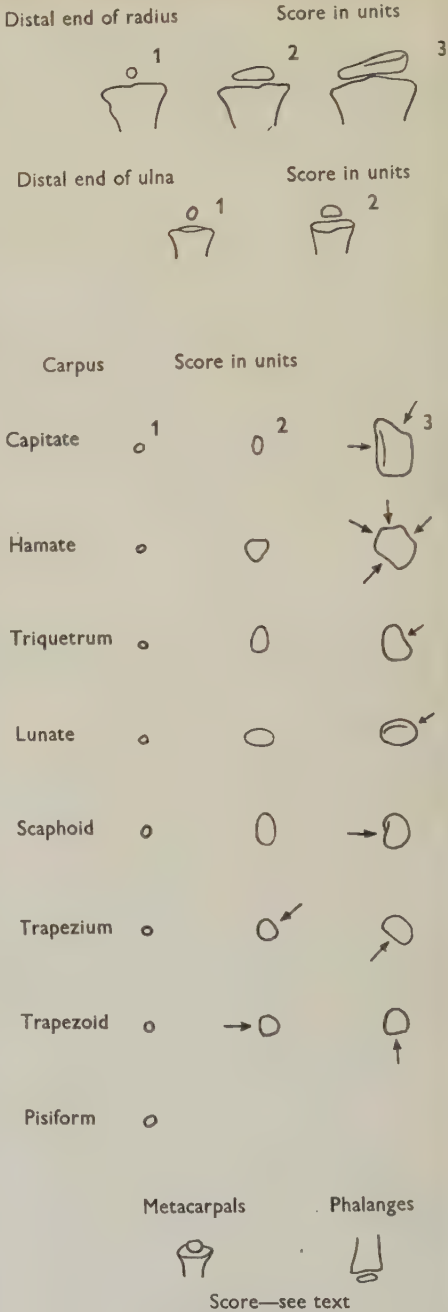 Distal end of radius Score in units
1 2 3
Distal end of ulna Score in units
1 2
Carpus Score in units
Capitate 1 2 3
Hamate
Triquetrum
Lunate
Scaphoid
Trapezium
Trapezoid
Pisiform
Metacarpals Phalanges
Score—see text